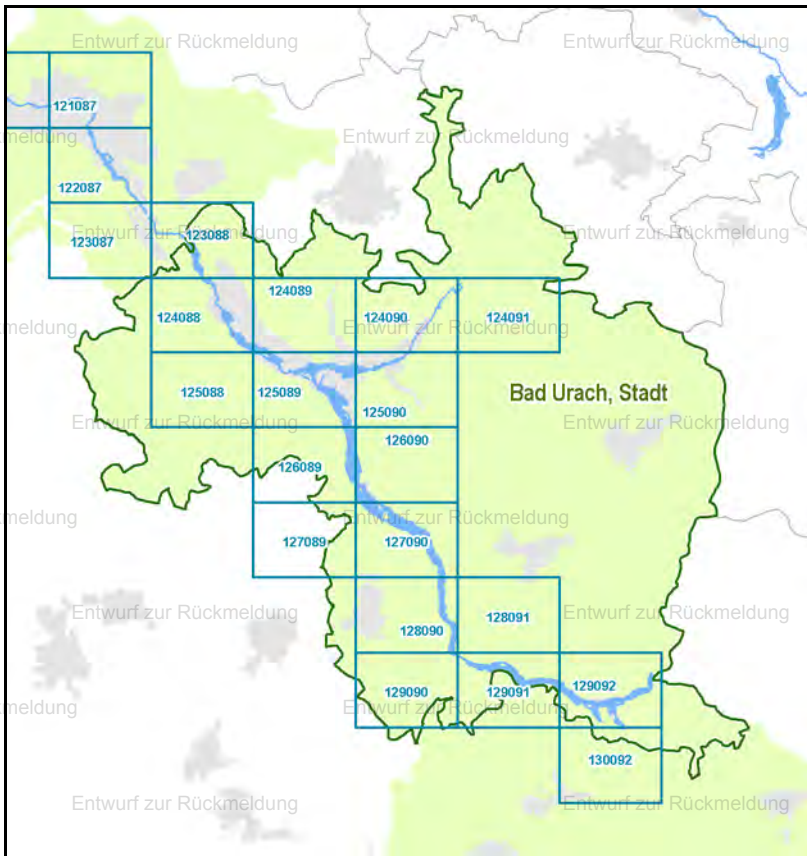 Entwurf zur Rückmeldung Entwurf zur Rückmeldung
121087
meldung Entwurf zur Rückmeldung
122087
Entwurf zur Rückmeldung Entwurf zur Rückmeldung
123088
123087
124089
124088 124090 124091
meldung Entwurf zur Rückmeldung
125088 125089 Bad Urach, Stadt
125090
Entwurf zur Rückmeldung Entwurf zur Rückmeldung
126090
126089
meldung Entwurf zur Rückmeldung
127089 127090
Entwurf zur Rückmeldung Entwurf zur Rückmeldung
128091
128090
129090 129091 129092
meldung Entwurf zur Rückmeldung
130092
Entwurf zur Rückmeldung Entwurf zur Rückmeldung